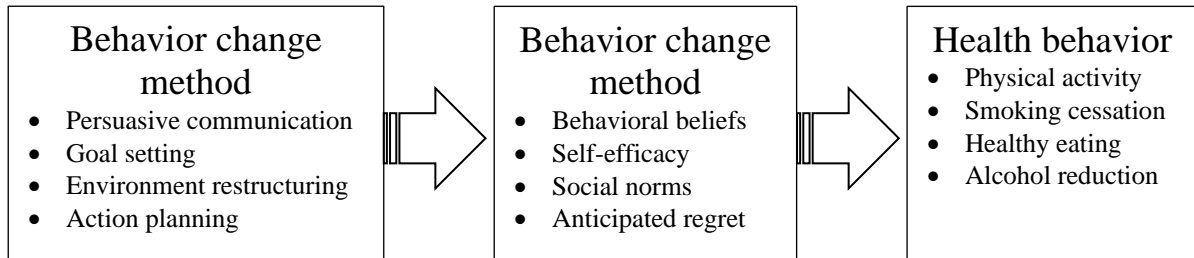 Behavior change
method
• Persuasive communication
• Goal setting
• Environment restructuring
• Action planning
Behavior change
method
• Behavioral beliefs
• Self-efficacy
• Social norms
• Anticipated regret
Health behavior
• Physical activity
• Smoking cessation
• Healthy eating
• Alcohol reduction